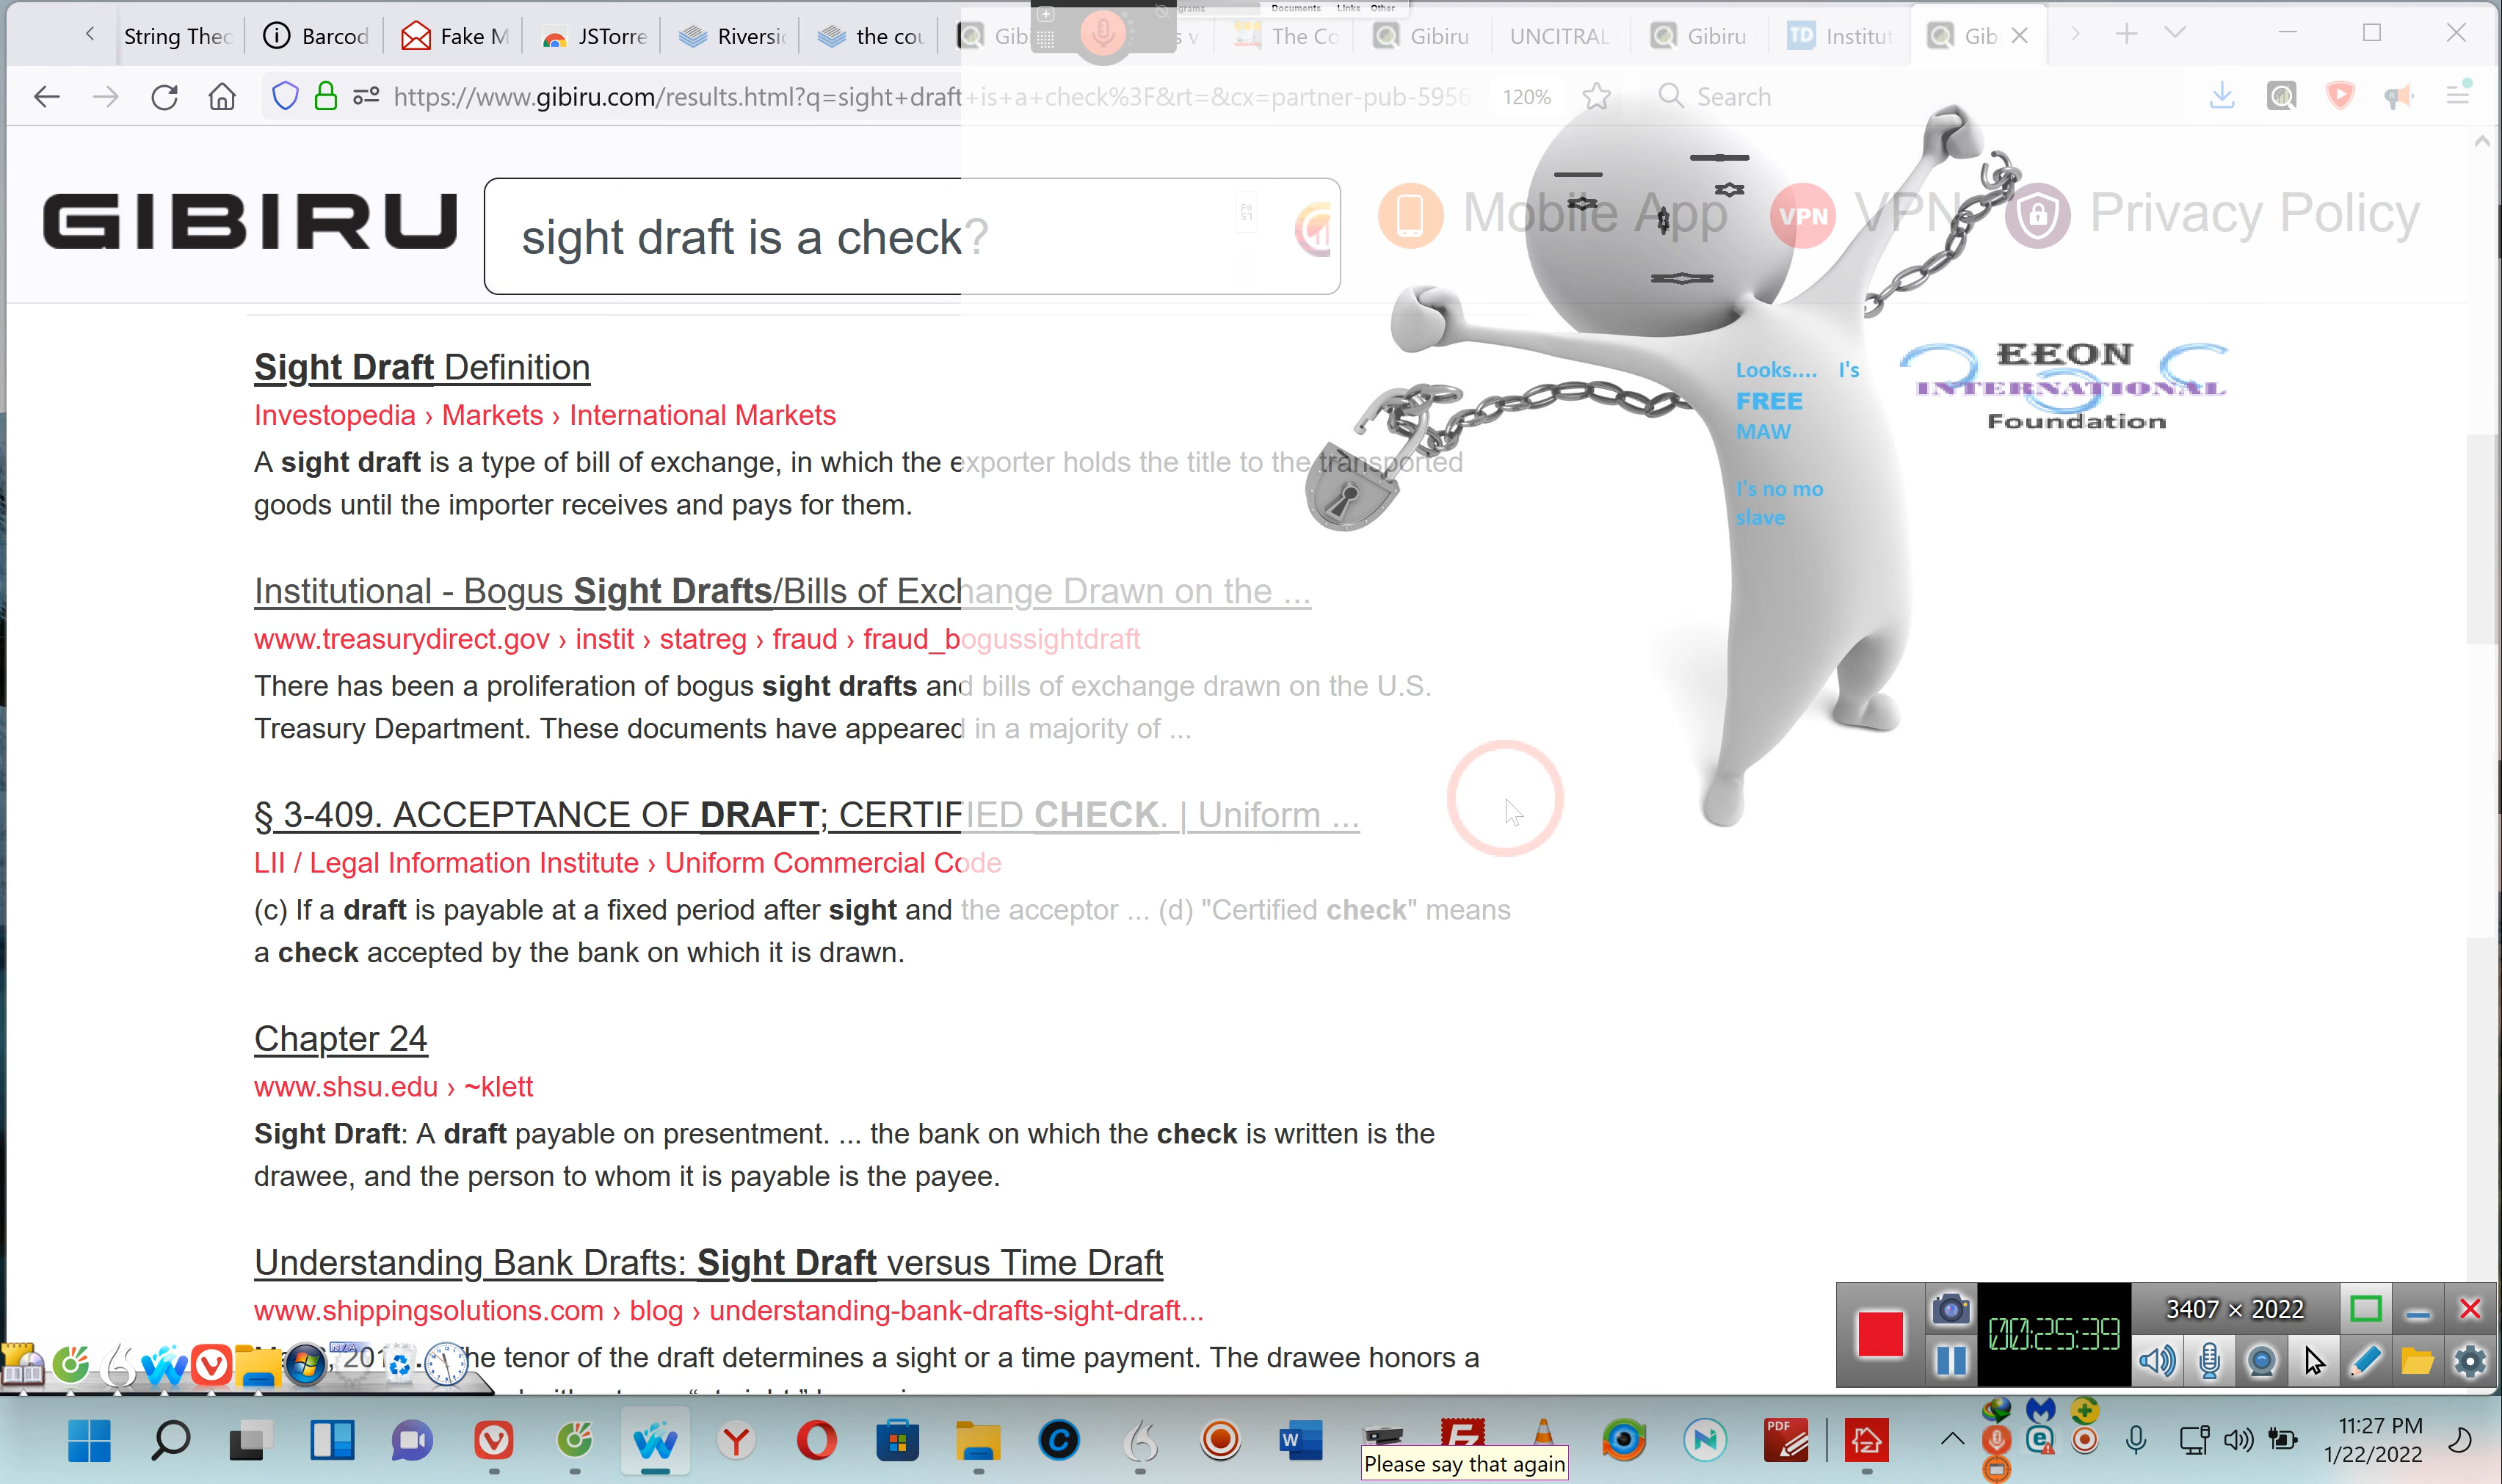 grams Documents Links Other
String Theo Barcod Fake M JSTorre Riversi the cou Gib s v The Co Gibiru UNCITRAL Gibiru TD Institut Gib
https://www.gibiru.com/results.html?q=sight+draft+is+a+check%3F&rt=&cx=partner-pub-5956 120% Search
GIBIRU sight draft is a check? Mobile App VPN VPN Privacy Policy
Sight Draft Definition
Investopedia › Markets › International Markets
A sight draft is a type of bill of exchange, in which the exporter holds the title to the transported
goods until the importer receives and pays for them.
Looks.... I's
FREE
MAW
I's no mo
slave
EEON
INTERNATIONAL
Foundation
Institutional - Bogus Sight Drafts/Bills of Exchange Drawn on the ...
www.treasurydirect.gov › instit › statreg › fraud › fraud_bogussightdraft
There has been a proliferation of bogus sight drafts and bills of exchange drawn on the U.S.
Treasury Department. These documents have appeared in a majority of ...
§ 3-409. ACCEPTANCE OF DRAFT; CERTIFIED CHECK. | Uniform ...
LII / Legal Information Institute › Uniform Commercial Code
(c) If a draft is payable at a fixed period after sight and the acceptor ... (d) "Certified check" means
a check accepted by the bank on which it is drawn.
Chapter 24
www.shsu.edu › ~klett
Sight Draft: A draft payable on presentment. ... the bank on which the check is written is the
drawee, and the person to whom it is payable is the payee.
Understanding Bank Drafts: Sight Draft versus Time Draft
www.shippingsolutions.com › blog › understanding-bank-drafts-sight-draft...
he tenor of the draft determines a sight or a time payment. The drawee honors a
00:25:39 3407 × 2022
PDF
Please say that again
11:27 PM
1/22/2022